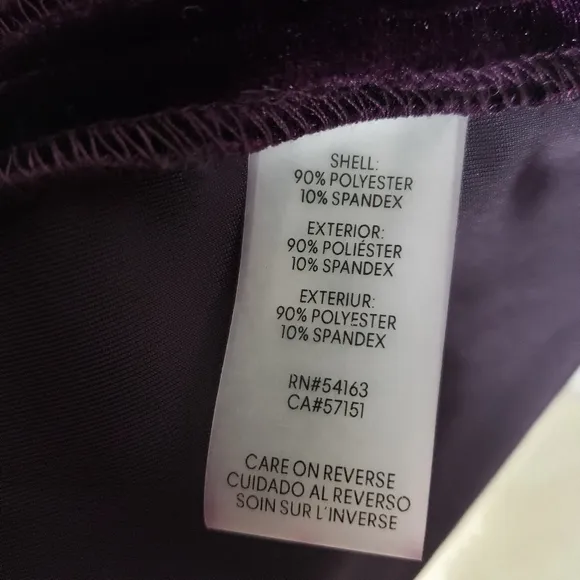 SHELL:
90% POLYESTER
10% SPANDEX
EXTERIOR:
90% POLIÉSTER
10% SPANDEX
EXTERIUR:
90% POLYESTER
10% SPANDEX
RN#54163
CA#57151
CARE ON REVERSE
CUIDADO AL REVERSO
SOIN SUR L'INVERSE